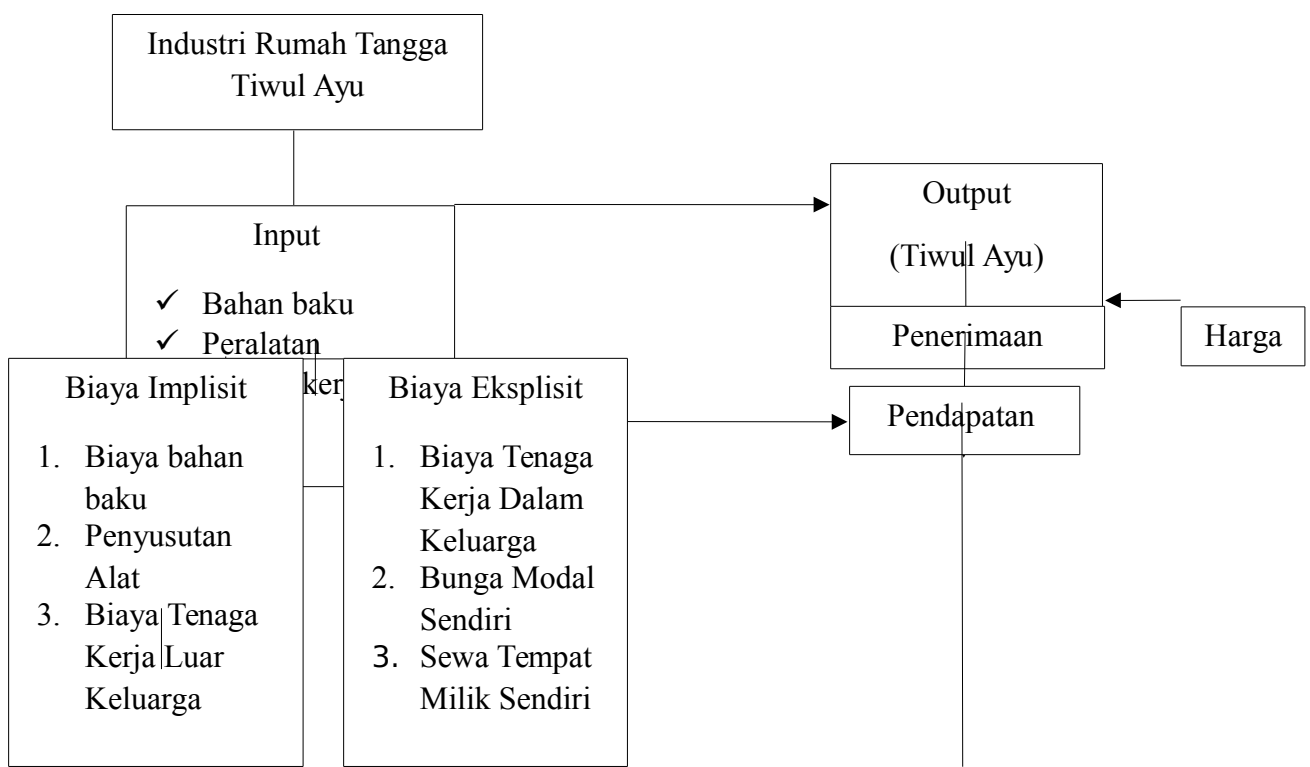 Industri Rumah Tangga
Tiwul Ayu
Input
✓ Bahan baku
✓ Peralatan
Output
(Tiwul Ayu)
Penerimaan
Harga
Pendapatan
Biaya Implisit
1. Biaya bahan
baku
2. Penyusutan
Alat
3. Biaya Tenaga
Kerja Luar
Keluarga
Biaya Eksplisit
1. Biaya Tenaga
Kerja Dalam
Keluarga
2. Bunga Modal
Sendiri
3. Sewa Tempat
Milik Sendiri